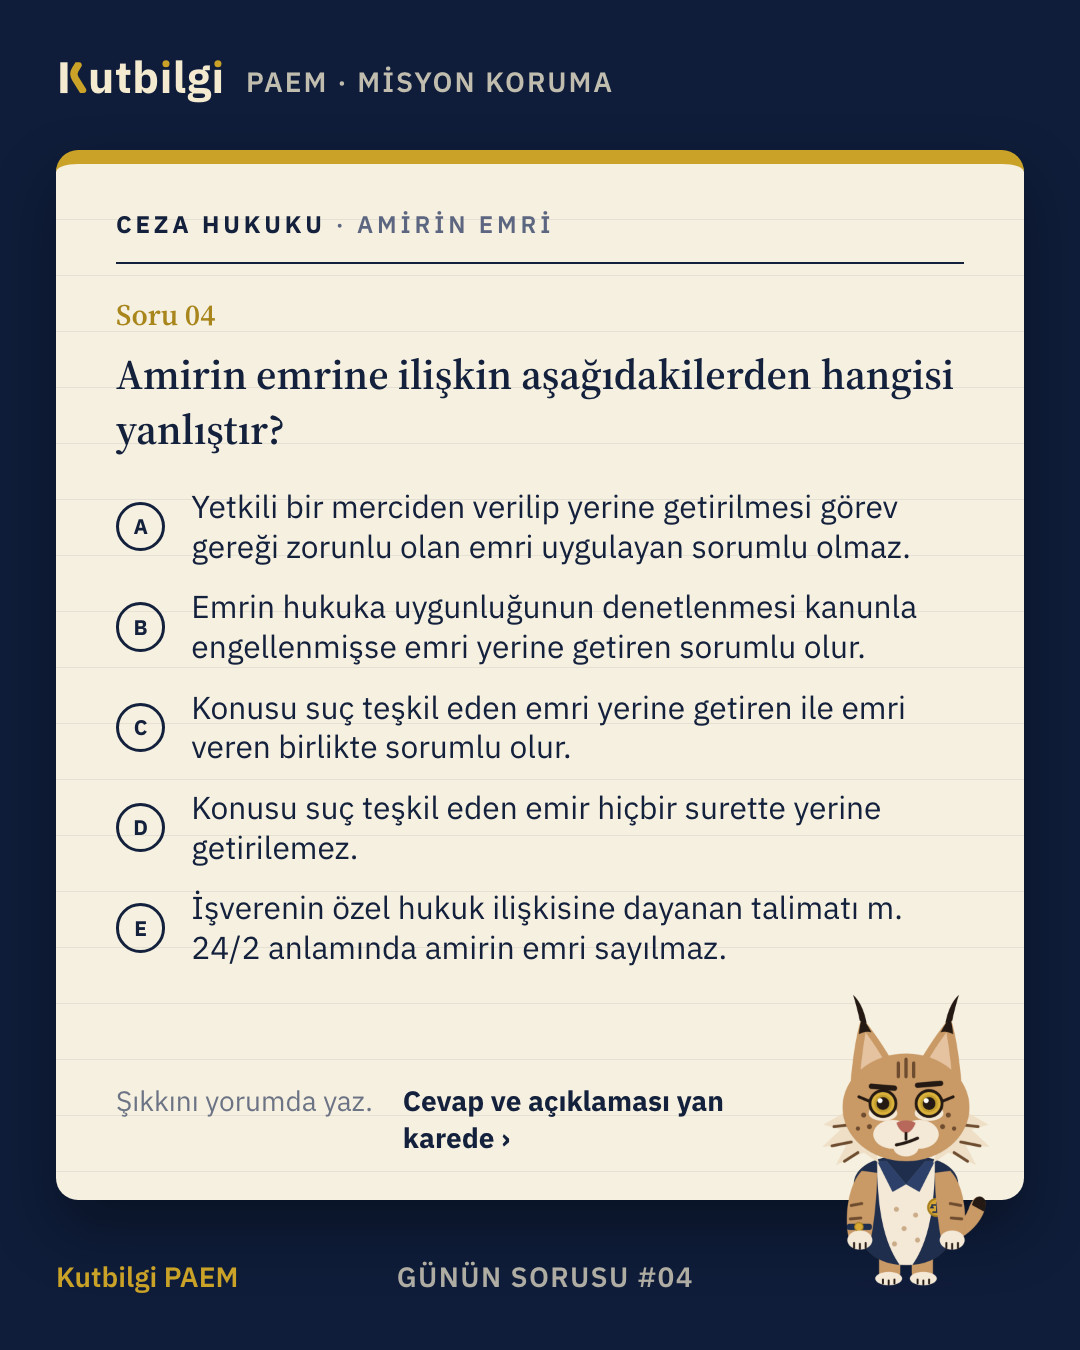 Kutbilgi PAEM · MİSYON KORUMA
CEZA HUKUKU · AMİRİN EMRİ
Soru 04
Amirin emrine ilişkin aşağıdakilerden hangisi
yanlıştır?
A Yetkili bir merciden verilip yerine getirilmesi görev
gereği zorunlu olan emri uygulayan sorumlu olmaz.
B Emrin hukuka uygunluğunun denetlenmesi kanunla
engellenmişse emri yerine getiren sorumlu olur.
C Konusu suç teşkil eden emri yerine getiren ile emri
veren birlikte sorumlu olur.
D Konusu suç teşkil eden emir hiçbir surette yerine
getirilemez.
E İşverenin özel hukuk ilişkisine dayanan talimatı m.
24/2 anlamında amirin emri sayılmaz.
Şıkkını yorumda yaz. Cevap ve açıklaması yan
karede ›
Kutbilgi PAEM GÜNÜN SORUSU #04